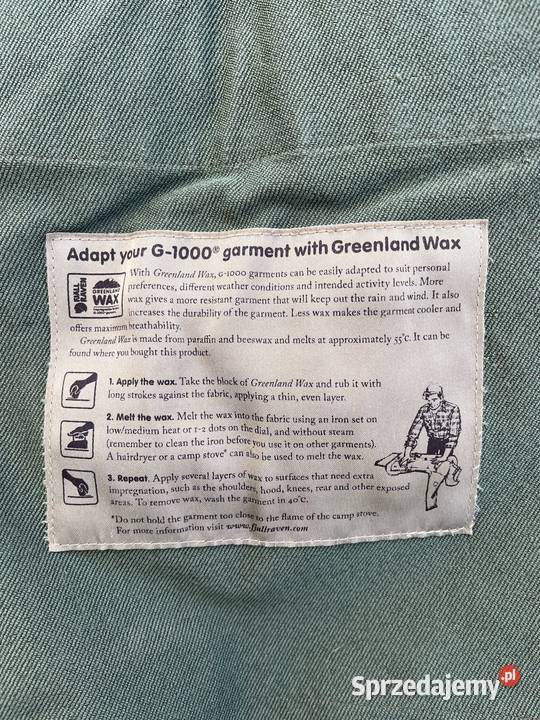 Adapt your G-1000® garment with Greenland Wax
FJÄLL RÄVEN
GREENLAND WAX
With Greenland Wax, G-1000 garments can be easily adapted to suit personal
preferences, different weather conditions and intended activity levels. More
wax gives a more resistant garment that will keep out the rain and wind. It also
increases the durability of the garment. Less wax makes the garment cooler and
offers maximum breathability.
Greenland Wax is made from paraffin and beeswax and melts at approximately 55°C. It can be
found where you bought this product.
1. Apply the wax. Take the block of Greenland Wax and rub it with
long strokes against the fabric, applying a thin, even layer.
2. Melt the wax. Melt the wax into the fabric using an iron set on
low/medium heat or 1-2 dots on the dial, and without steam
(remember to clean the iron before you use it on other garments).
A hairdryer or a camp stove* can also be used to melt the wax.
3. Repeat. Apply several layers of wax to surfaces that need extra
impregnation, such as the shoulders, hood, knees, rear and other exposed
areas. To remove wax, wash the garment in 40°C.
*Do not hold the garment too close to the flame of the camp stove.
For more information visit www.fjallraven.com
Sprzedajemy.pl